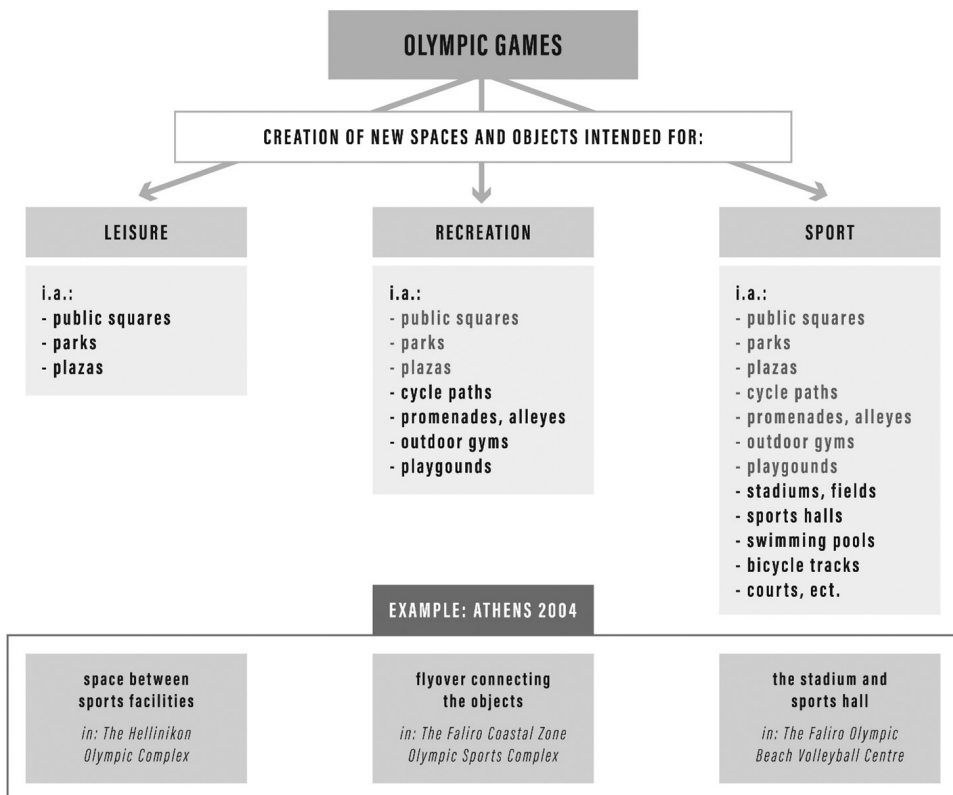 OLYMPIC GAMES
CREATION OF NEW SPACES AND OBJECTS INTENDED FOR:
LEISURE
i.a.:
- public squares
- parks
- plazas
RECREATION
i.a.:
- public squares
- parks
- plazas
- cycle paths
- promenades, alleyes
- outdoor gyms
- playgounds
SPORT
i.a.:
- public squares
- parks
- plazas
- cycle paths
- promenades, alleyes
- outdoor gyms
- playgounds
- stadiums, fields
- sports halls
- swimming pools
- bicycle tracks
- courts, ect.
EXAMPLE: ATHENS 2004
space between
sports facilities
in: The Hellinikon
Olympic Complex
flyover connecting
the objects
in: The Faliro Coastal Zone
Olympic Sports Complex
the stadium and
sports hall
in: The Faliro Olympic
Beach Volleyball Centre